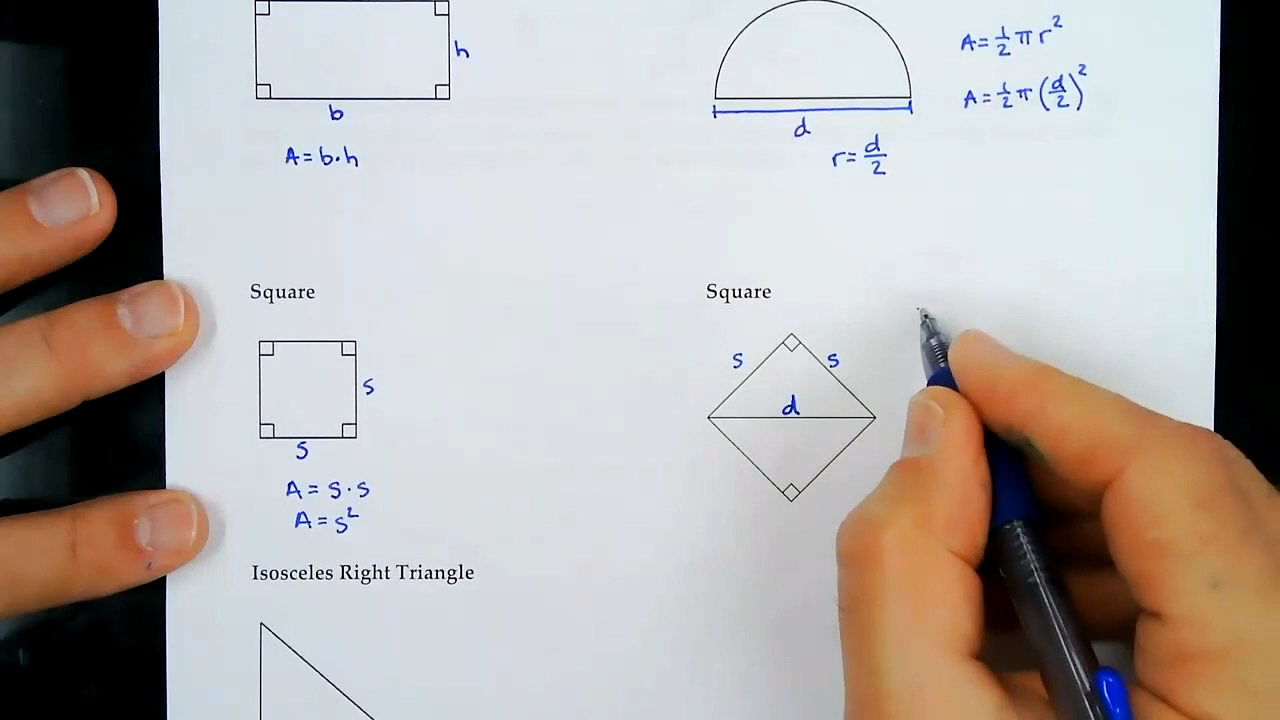 h
b
A = b·h
A = 1/2 π r²
A = 1/2 π (d/2)²
d
r = d/2
Square
s
s
A = s·s
A = s²
Square
s s
d
Isosceles Right Triangle